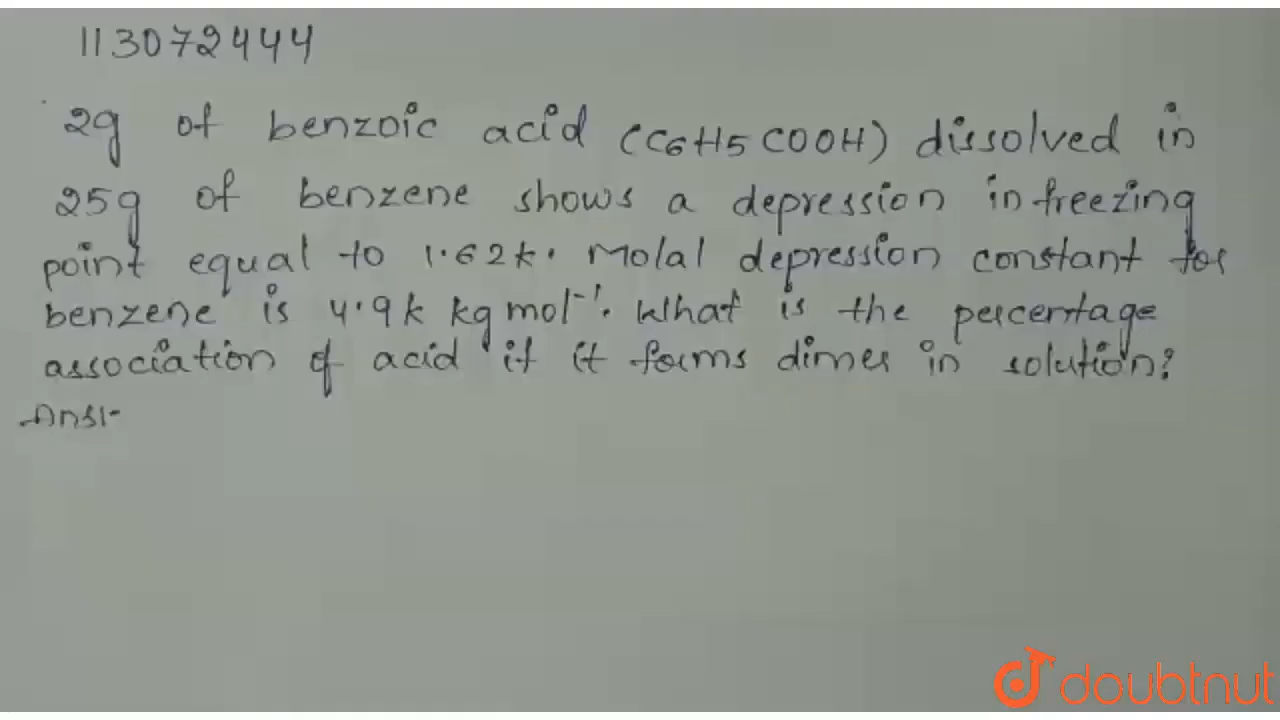 113072444
2g of benzoic acid (C6H5COOH) dissolved in
25g of benzene shows a depression in freezing
point equal to 1.62k. Molal depression constant for
benzene is 4.9k kg mol⁻¹. What is the percentage
association of acid if it forms dimer in solution?
Ans:-
doubtnut